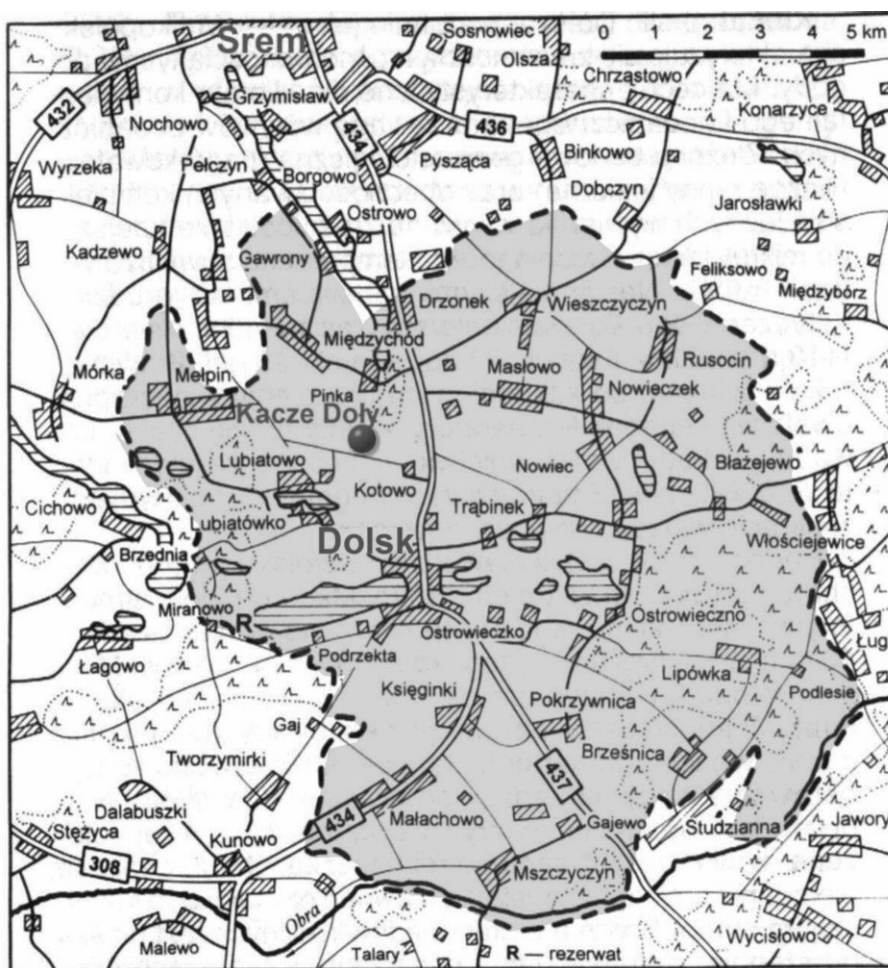 Śrem
Sosnowiec
Olsza
1 2 3 4 5 km
Chrząstowo
432
Grzymisław
Nochowo
434
436
Konarzyce
Binkowo
Pysząca
Wyrzeka
Pełczyn
Borgowo
Dobczyn
Ostrowo
Jarosławki
Kadzewo
Gawrony
Feliksowo
Międzybórz
Drzonek
Wieszczyczyn
Międzychód
Rusocin
Mórka
Mełpin
Pinka
Masłowo
Nowieczek
Kacze Doły
Lubiatowo
Nowiec
Błażejewo
Kotowo
Cichowo
Lubiatówko
Trąbinek
Dolsk
Włościejewice
Brzednia
Miranowo
R
Ostrowieczno
Ostrowieczko
Ług
Łagowo
Podrzekta
Lipówka
Księginki
Podlesie
Pokrzywnica
Gaj
Brześnica
Tworzymirki
437
Dalabuszki
434
Małachowo
Gajewo
Studzianna
Jawory
Stężyca
Kunowo
308
Mszczyczyn
Obra
Malewo
Talary
R — rezerwat
Wycisłowo